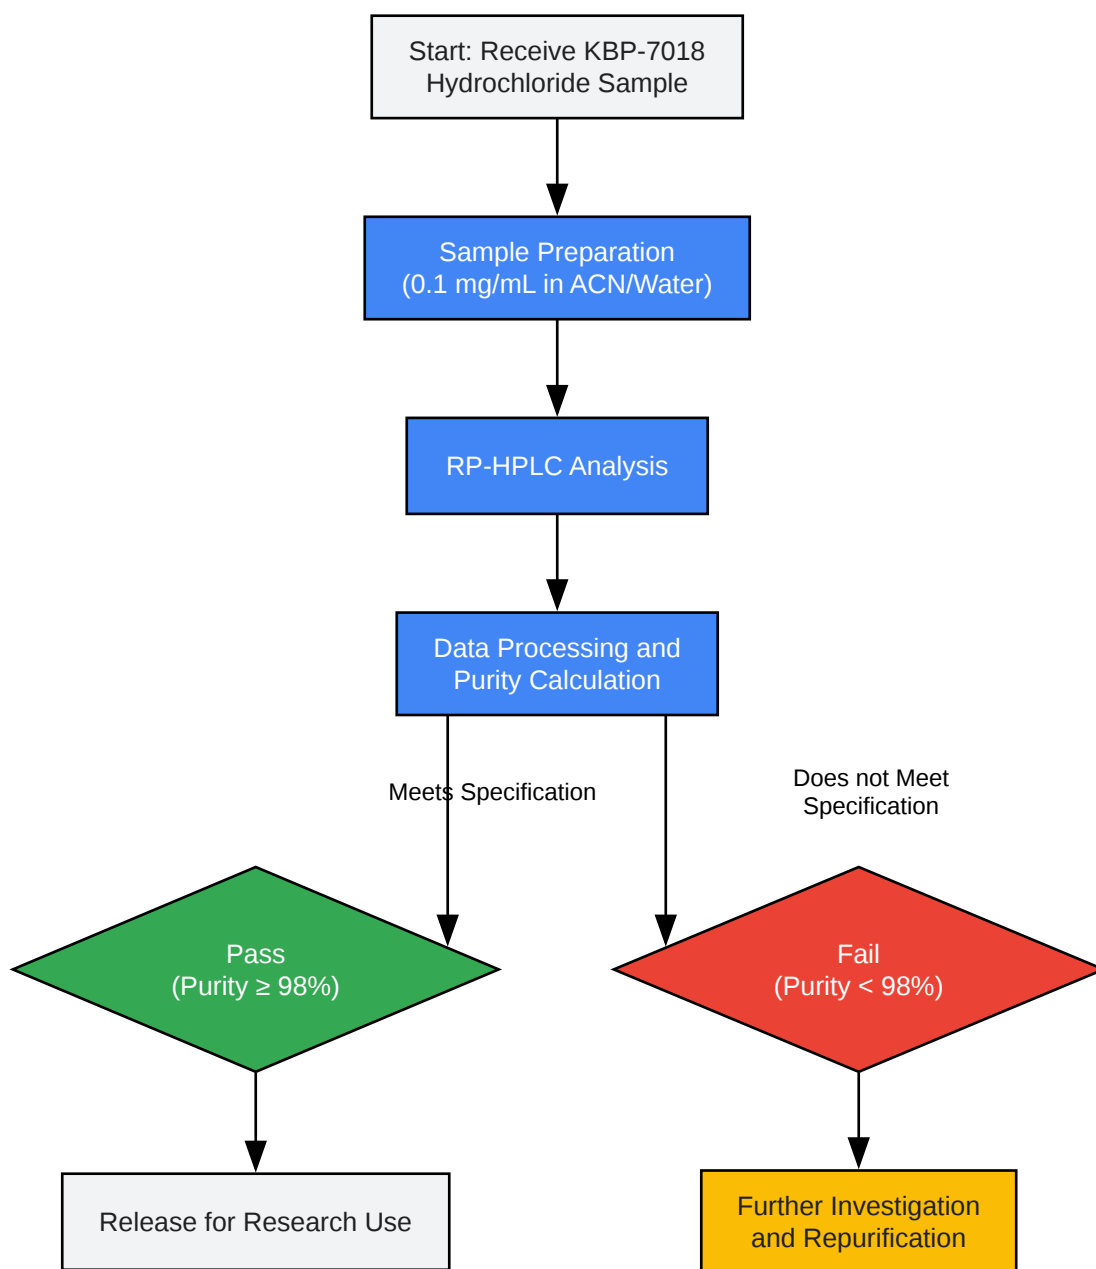 Start: Receive KBP-7018
Hydrochloride Sample
Sample Preparation
(0.1 mg/mL in ACN/Water)
RP-HPLC Analysis
Data Processing and
Purity Calculation
Meets Specification
Does not Meet
Specification
Pass
(Purity ≥ 98%)
Fail
(Purity < 98%)
Release for Research Use
Further Investigation
and Repurification